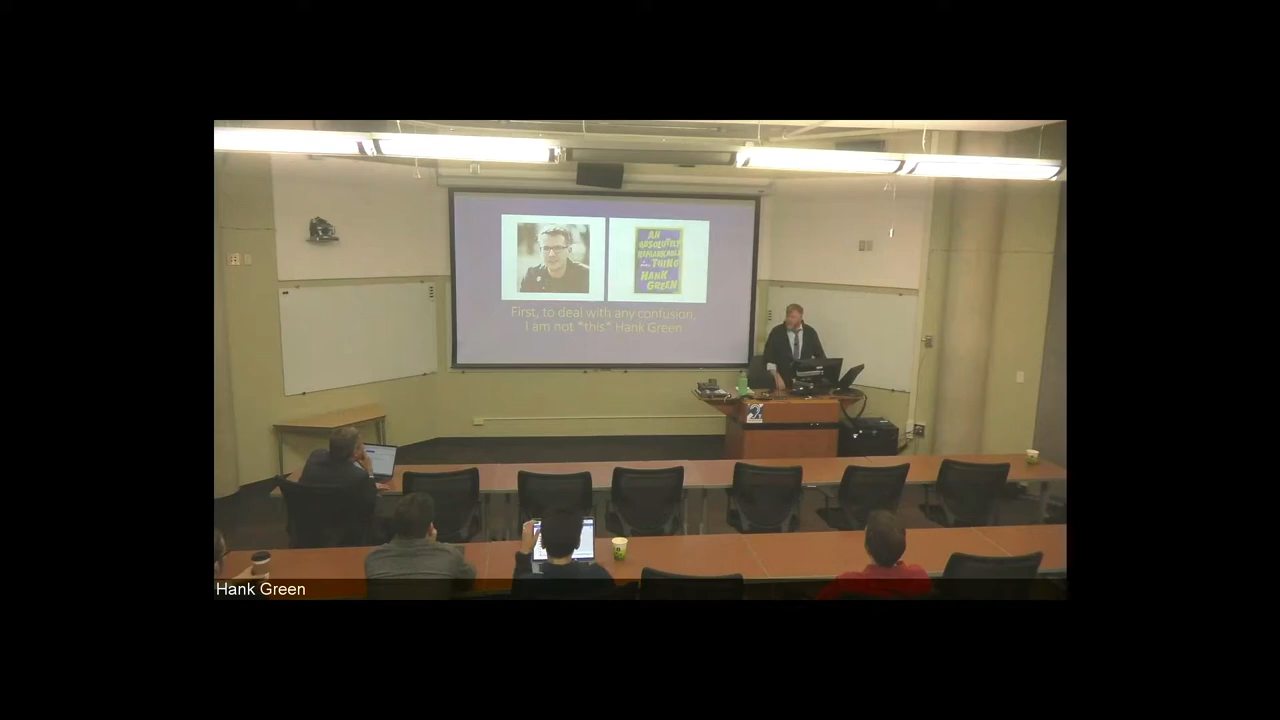 AN
ABSOLUTELY
REMARKABLE
THING
HANK
GREEN
First, to deal with any confusion,
I am not *this* Hank Green
Hank Green